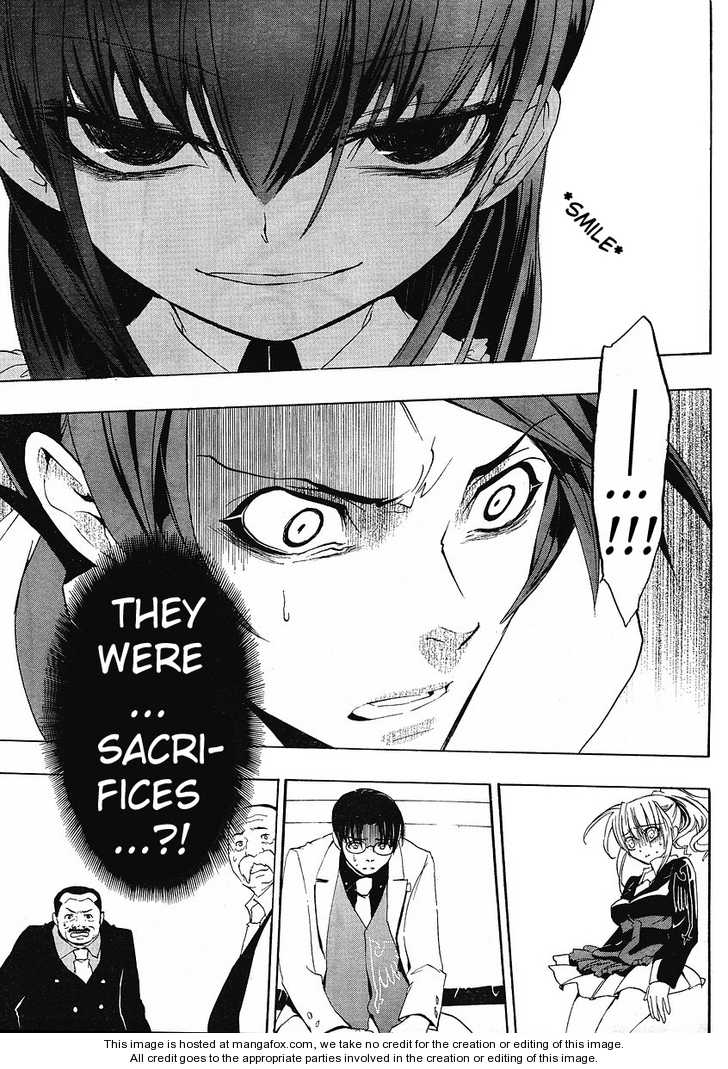 *SMILE*
—...!!!
THEY
WERE
...
SACRI-
FICES
...?!
This image is hosted at mangafox.com, we take no credit for the creation or editing of this image.
All credit goes to the appropriate parties involved in the creation or editing of this image.